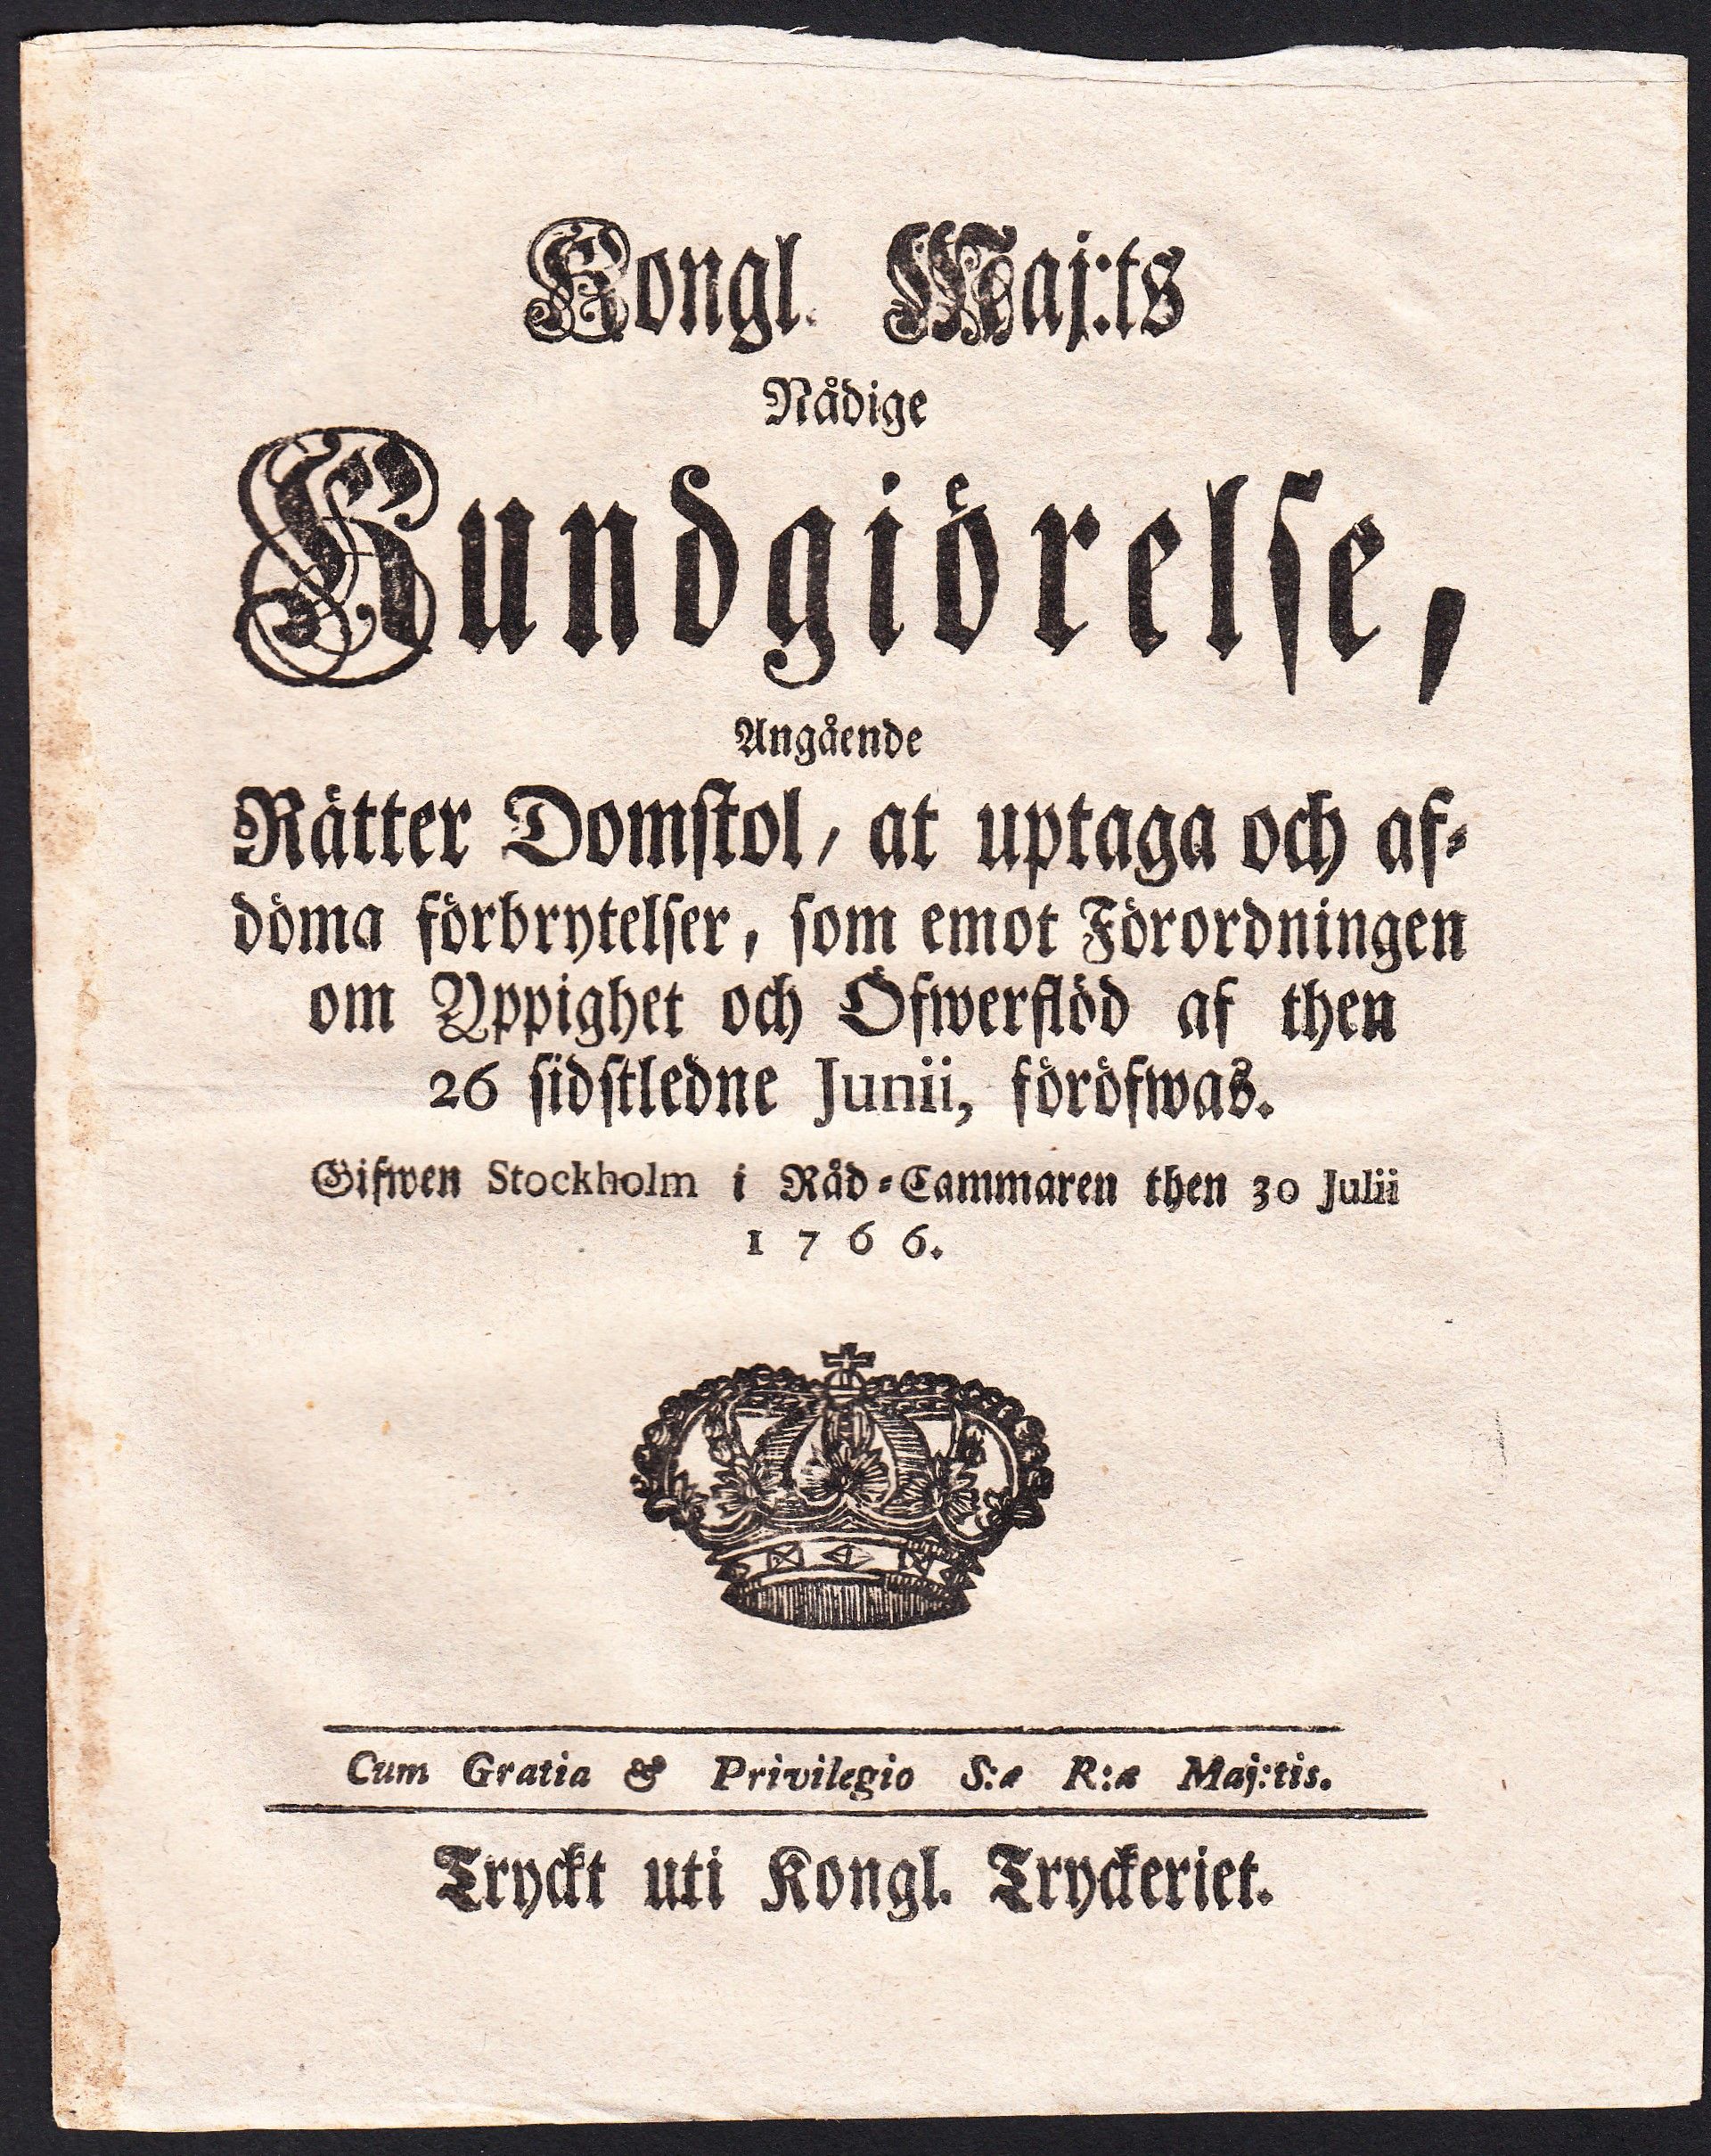 Kongl. Maj:ts
Nådige
Kundgiörelse,
Angående
Rätter Domstol, at uptaga och af-
döma förbrytelser, som emot Förordningen
om Yppighet och Öfwerflöd af then
26 sidstledne Junii, föröfwas.
Gifwen Stockholm i Råd-Cammaren then 30 Julii
1766.
Cum Gratia & Privilegio S:æ R:æ Maj:tis.
Tryckt uti Kongl. Tryckeriet.